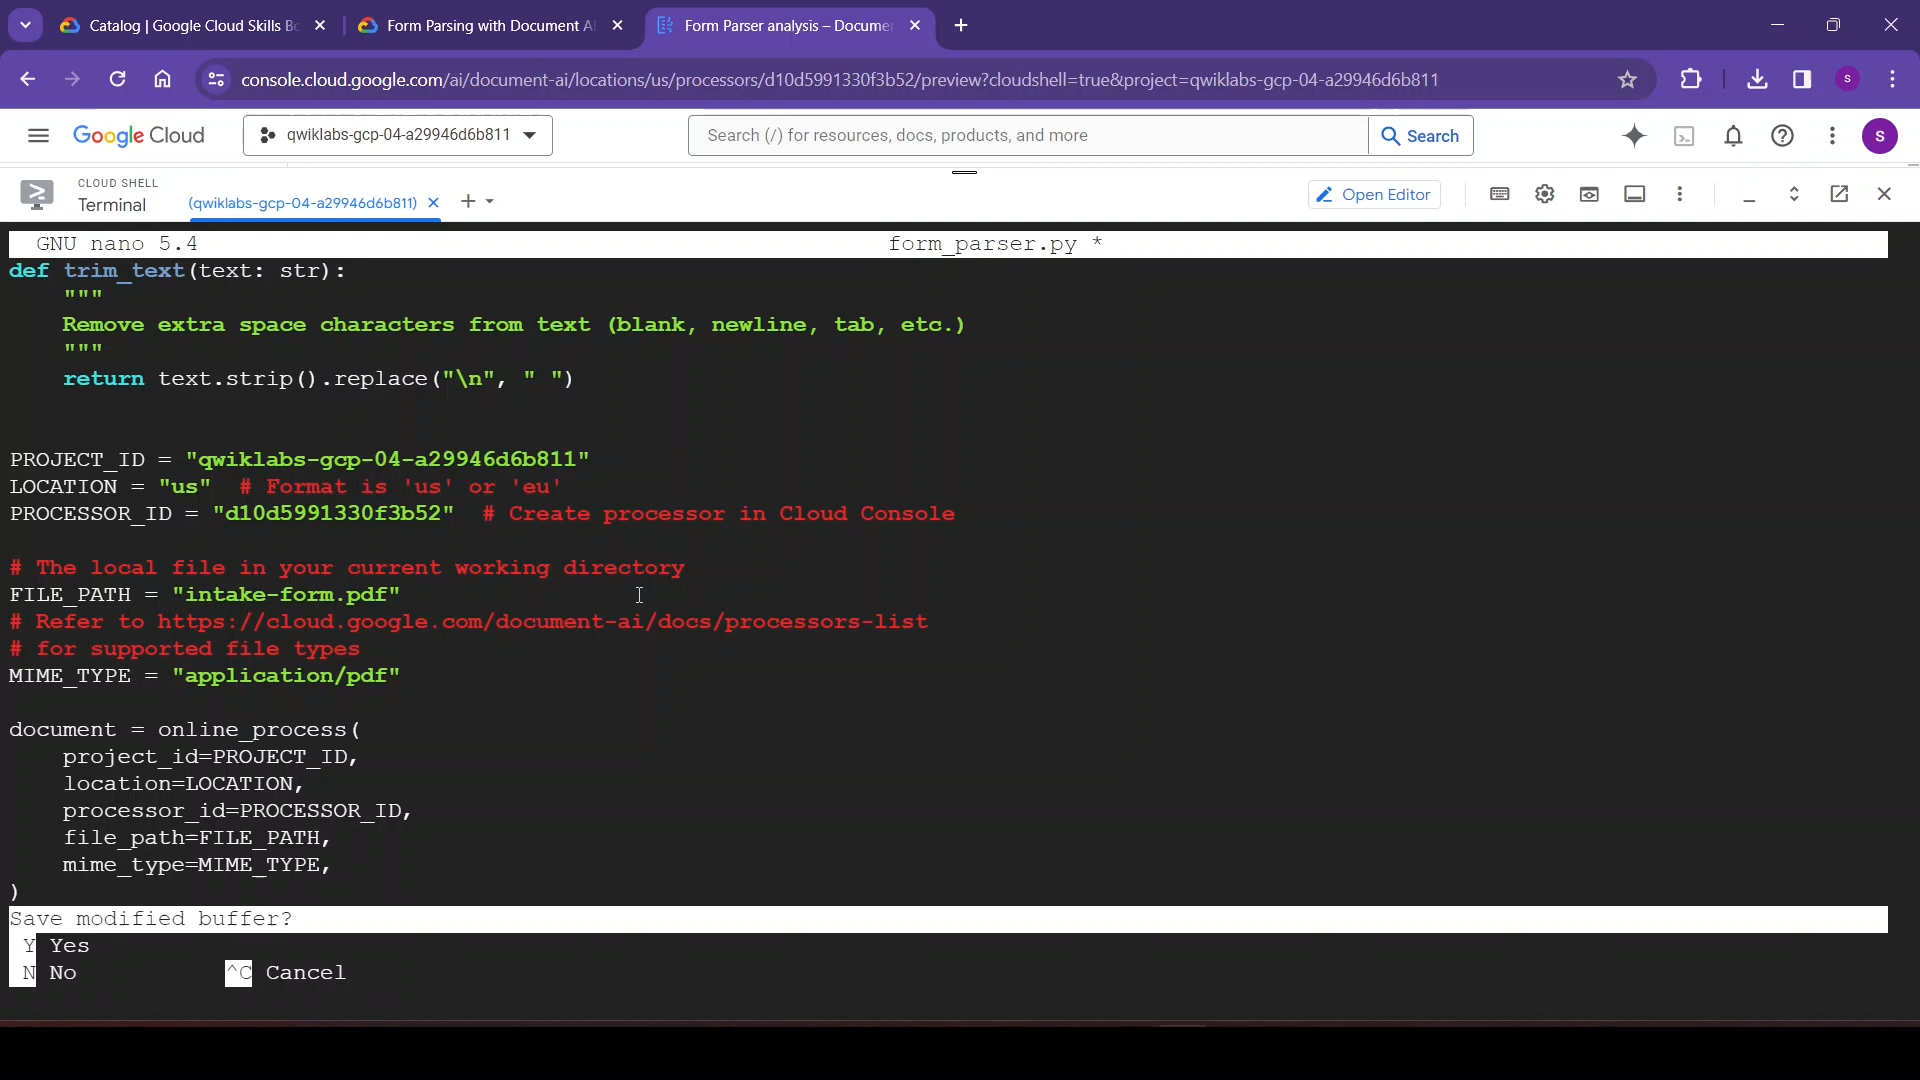 Catalog | Google Cloud Skills Bo
Form Parsing with Document AI
Form Parser analysis – Docume
console.cloud.google.com/ai/document-ai/locations/us/processors/d10d5991330f3b52/preview?cloudshell=true&project=qwiklabs-gcp-04-a29946d6b811
S
Google Cloud
qwiklabs-gcp-04-a29946d6b811
Search (/) for resources, docs, products, and more
Search
S
CLOUD SHELL
Terminal
(qwiklabs-gcp-04-a29946d6b811)
Open Editor
GNU nano 5.4 form_parser.py *
def trim_text(text: str):
"""
Remove extra space characters from text (blank, newline, tab, etc.)
"""
return text.strip().replace("\n", " ")
PROJECT_ID = "qwiklabs-gcp-04-a29946d6b811"
LOCATION = "us" # Format is 'us' or 'eu'
PROCESSOR_ID = "d10d5991330f3b52" # Create processor in Cloud Console
# The local file in your current working directory
FILE_PATH = "intake-form.pdf"
# Refer to https://cloud.google.com/document-ai/docs/processors-list
# for supported file types
MIME_TYPE = "application/pdf"
document = online_process(
project_id=PROJECT_ID,
location=LOCATION,
processor_id=PROCESSOR_ID,
file_path=FILE_PATH,
mime_type=MIME_TYPE,
)
Save modified buffer?
Y Yes
N No ^C Cancel